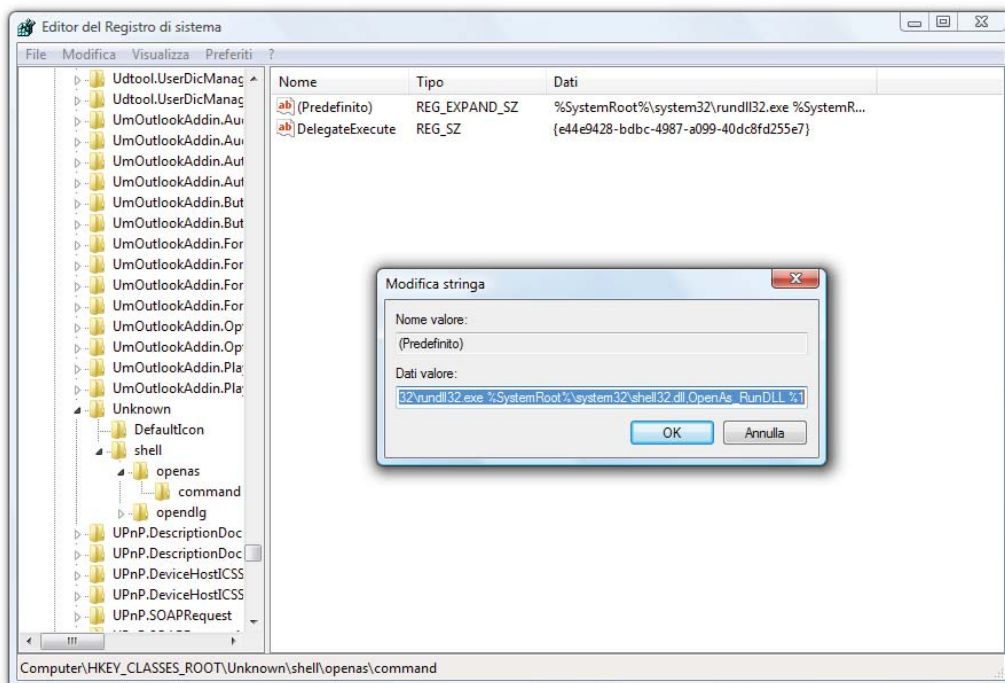 Editor del Registro di sistema
File Modifica Visualizza Preferiti ?
Nome Tipo Dati
(Predefinito) REG_EXPAND_SZ %SystemRoot%\system32\rundll32.exe %SystemR...
DelegateExecute REG_SZ {e44e9428-bdbc-4987-a099-40dc8fd255e7}
Udtool.UserDicManag
Udtool.UserDicManag
UmOutlookAddin.Au
UmOutlookAddin.Au
UmOutlookAddin.Aut
UmOutlookAddin.Aut
UmOutlookAddin.But
UmOutlookAddin.But
UmOutlookAddin.For
UmOutlookAddin.For
UmOutlookAddin.For
UmOutlookAddin.For
UmOutlookAddin.Op
UmOutlookAddin.Op
UmOutlookAddin.Pla
UmOutlookAddin.Pla
Unknown
DefaultIcon
shell
openas
command
opendlg
UPnP.DescriptionDoc
UPnP.DescriptionDoc
UPnP.DeviceHostICSS
UPnP.DeviceHostICSS
UPnP.SOAPRequest
Modifica stringa
Nome valore:
(Predefinito)
Dati valore:
32\rundll32.exe %SystemRoot%\system32\shell32.dll,OpenAs_RunDLL %1
OK Annulla
Computer\HKEY_CLASSES_ROOT\Unknown\shell\openas\command